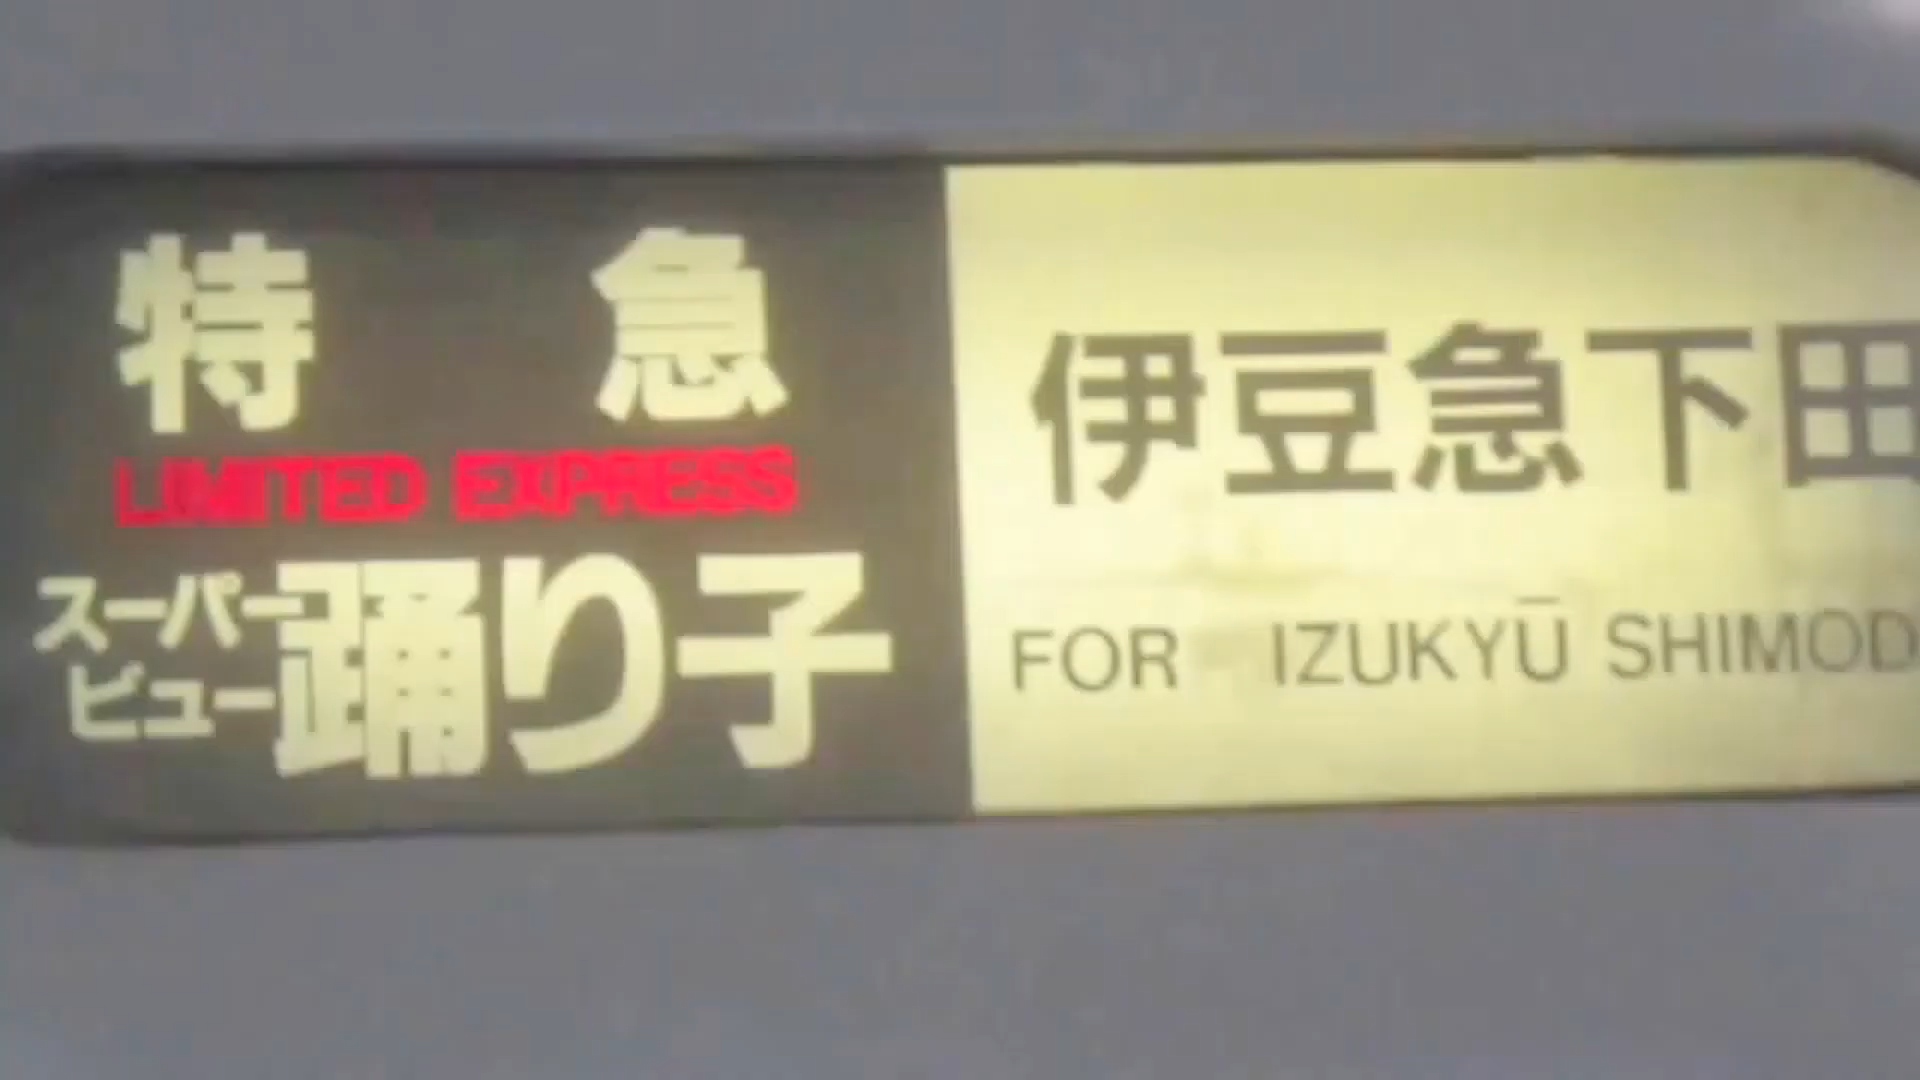 特急
LIMITED EXPRESS
スーパー
ビュー
踊り子
伊豆急下田
FOR IZUKYŪ SHIMOD